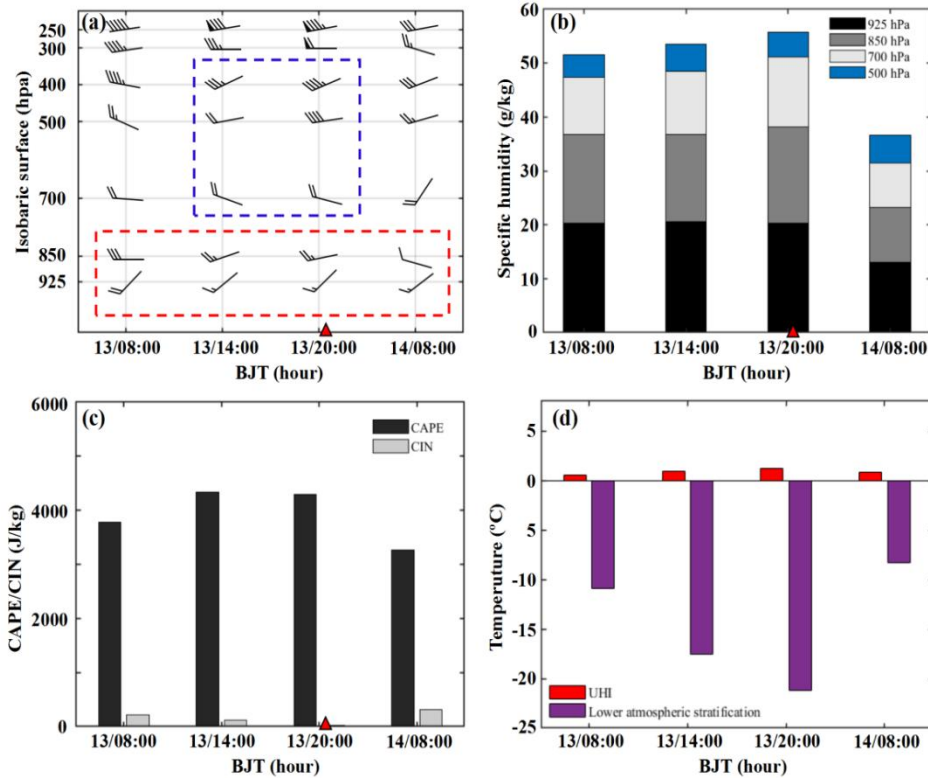 (a)
Isobaric surface (hpa)
250
300
400
500
700
850
925
13/08:00 13/14:00 13/20:00 14/08:00
BJT (hour)
(b)
Specific humidity (g/kg)
60
50
40
30
20
10
0
925 hPa
850 hPa
700 hPa
500 hPa
13/08:00 13/14:00 13/20:00 14/08:00
BJT (hour)
(c)
CAPE/CIN (J/kg)
6000
4000
2000
0
CAPE
CIN
13/08:00 13/14:00 13/20:00 14/08:00
BJT (hour)
(d)
Temperuture (°C)
5
0
-5
-10
-15
-20
-25
UHI
Lower atmospheric stratification
13/08:00 13/14:00 13/20:00 14/08:00
BJT (hour)